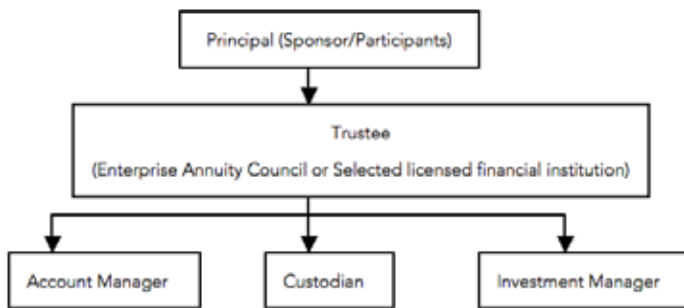 Principal (Sponsor/Participants)
Trustee
(Enterprise Annuity Council or Selected licensed financial institution)
Account Manager
Custodian
Investment Manager